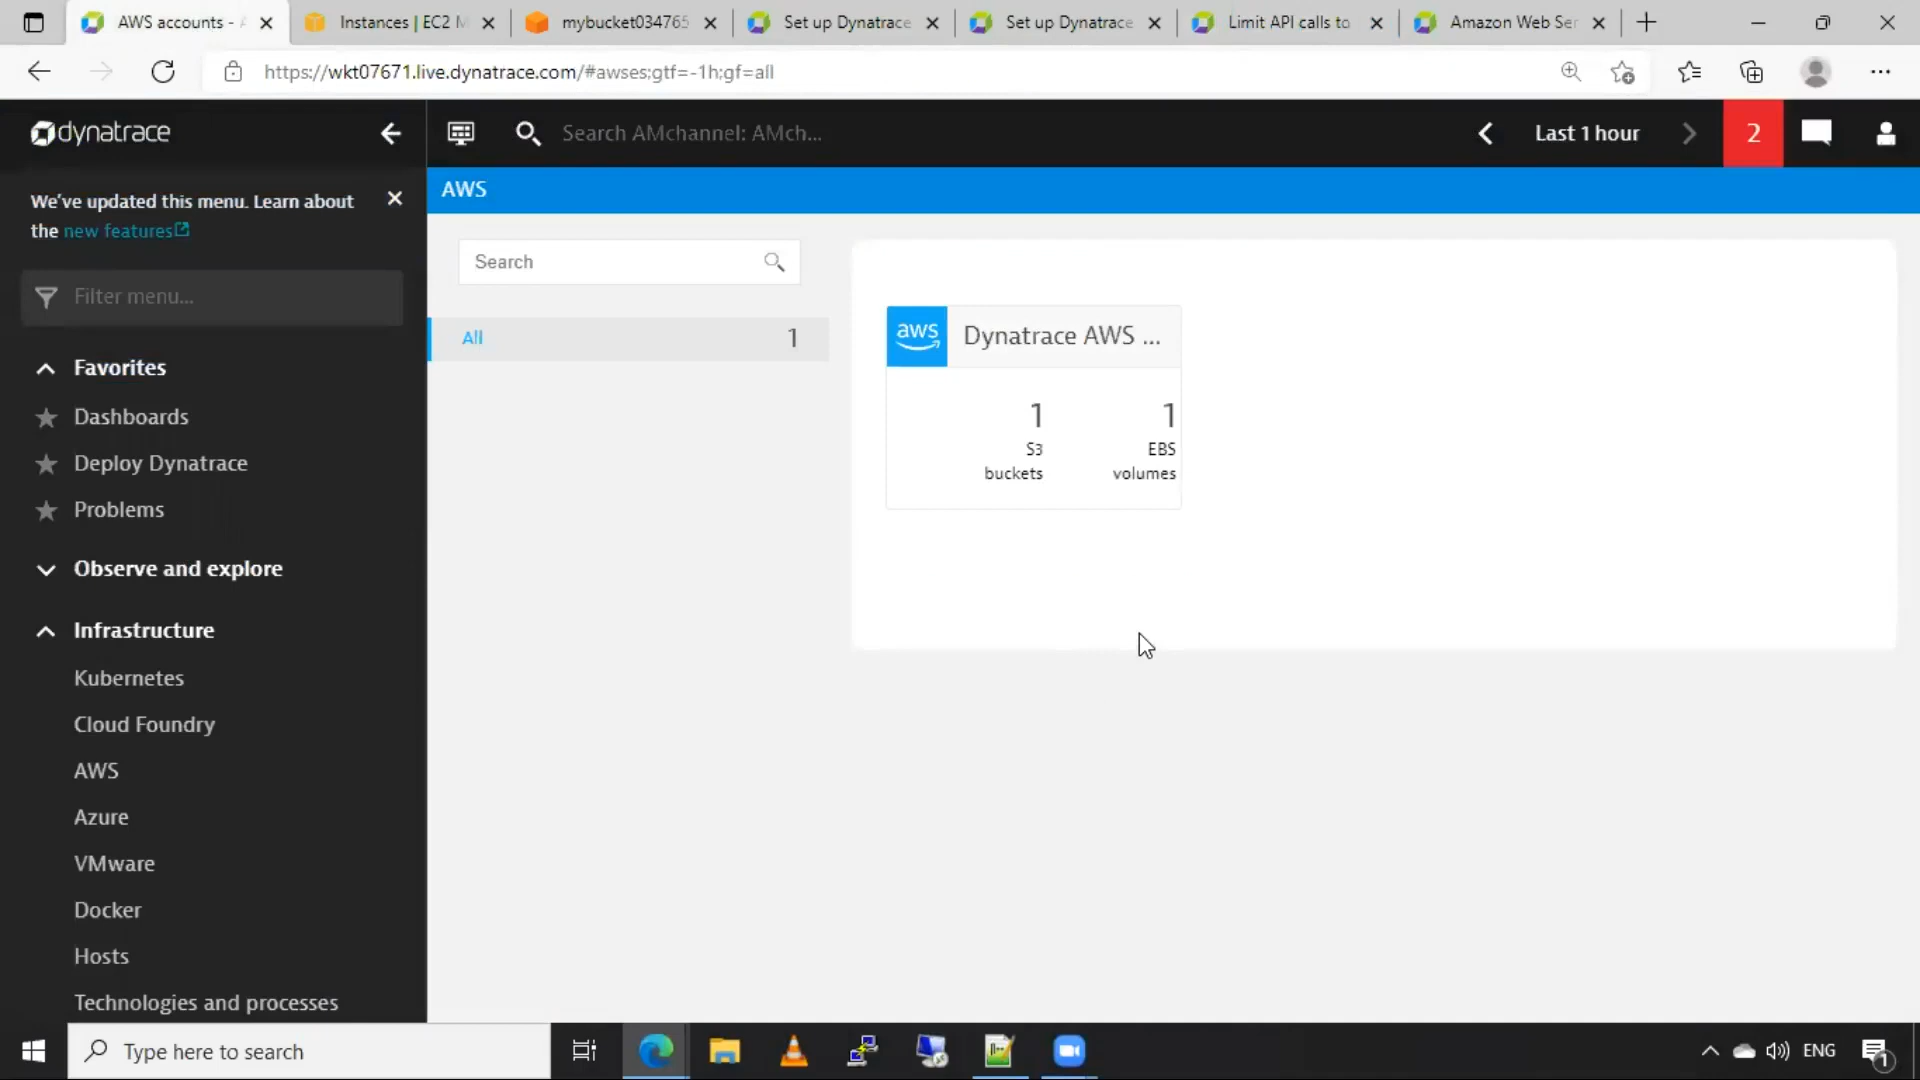 AWS accounts -
Instances | EC2 M
mybucket034765
Set up Dynatrace
Set up Dynatrace
Limit API calls to
Amazon Web Ser
https://wkt07671.live.dynatrace.com/#awses;gtf=-1h;gf=all
dynatrace
Search AMchannel: AMch...
Last 1 hour
2
We've updated this menu. Learn about
the new features
Filter menu...
Favorites
Dashboards
Deploy Dynatrace
Problems
Observe and explore
Infrastructure
Kubernetes
Cloud Foundry
AWS
Azure
VMware
Docker
Hosts
Technologies and processes
AWS
Search
All 1
aws
Dynatrace AWS ...
1 1
S3 EBS
buckets volumes
Type here to search
ENG
1